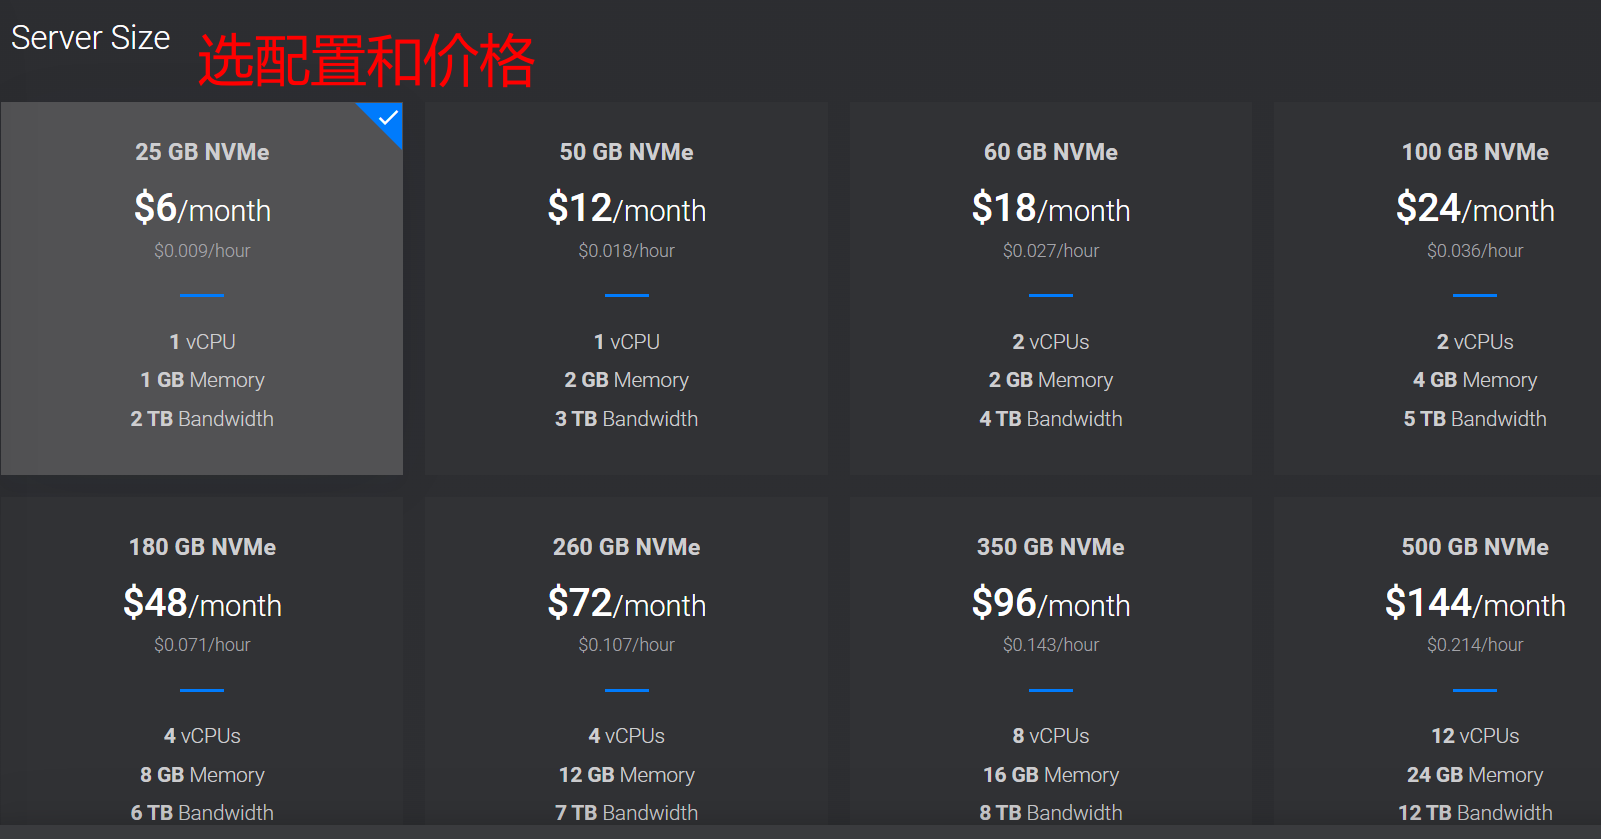 Server Size
选配置和价格
25 GB NVMe
$6/month
$0.009/hour
1 vCPU
1 GB Memory
2 TB Bandwidth
50 GB NVMe
$12/month
$0.018/hour
1 vCPU
2 GB Memory
3 TB Bandwidth
60 GB NVMe
$18/month
$0.027/hour
2 vCPUs
2 GB Memory
4 TB Bandwidth
100 GB NVMe
$24/month
$0.036/hour
2 vCPUs
4 GB Memory
5 TB Bandwidth
180 GB NVMe
$48/month
$0.071/hour
4 vCPUs
8 GB Memory
6 TB Bandwidth
260 GB NVMe
$72/month
$0.107/hour
4 vCPUs
12 GB Memory
7 TB Bandwidth
350 GB NVMe
$96/month
$0.143/hour
8 vCPUs
16 GB Memory
8 TB Bandwidth
500 GB NVMe
$144/month
$0.214/hour
12 vCPUs
24 GB Memory
12 TB Bandwidth